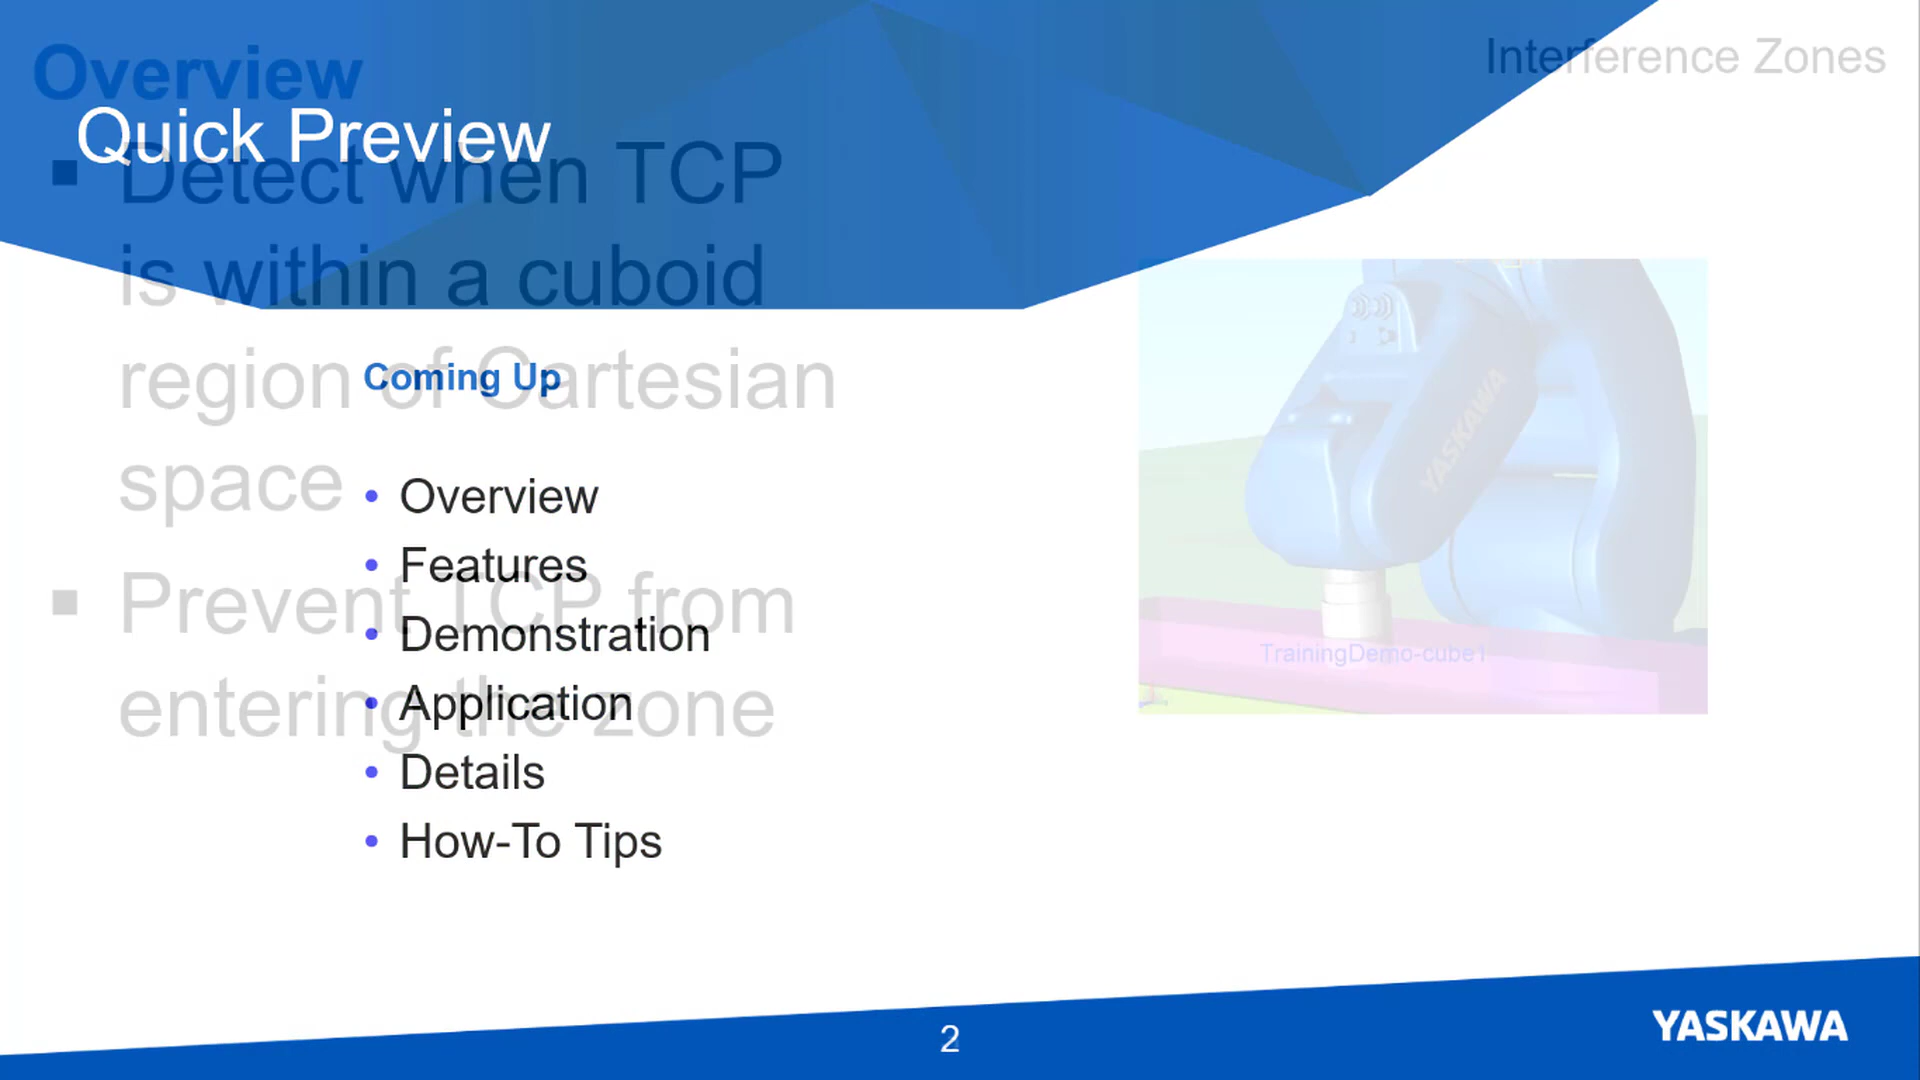 Overview
Interference Zones
Quick Preview
▪ Detect when TCP
is within a cuboid
region of Cartesian
space
▪ Prevent TCP from
entering the zone
Coming Up
• Overview
• Features
• Demonstration
• Application
• Details
• How-To Tips
YASKAWA
TrainingDemo-cube1
2
YASKAWA